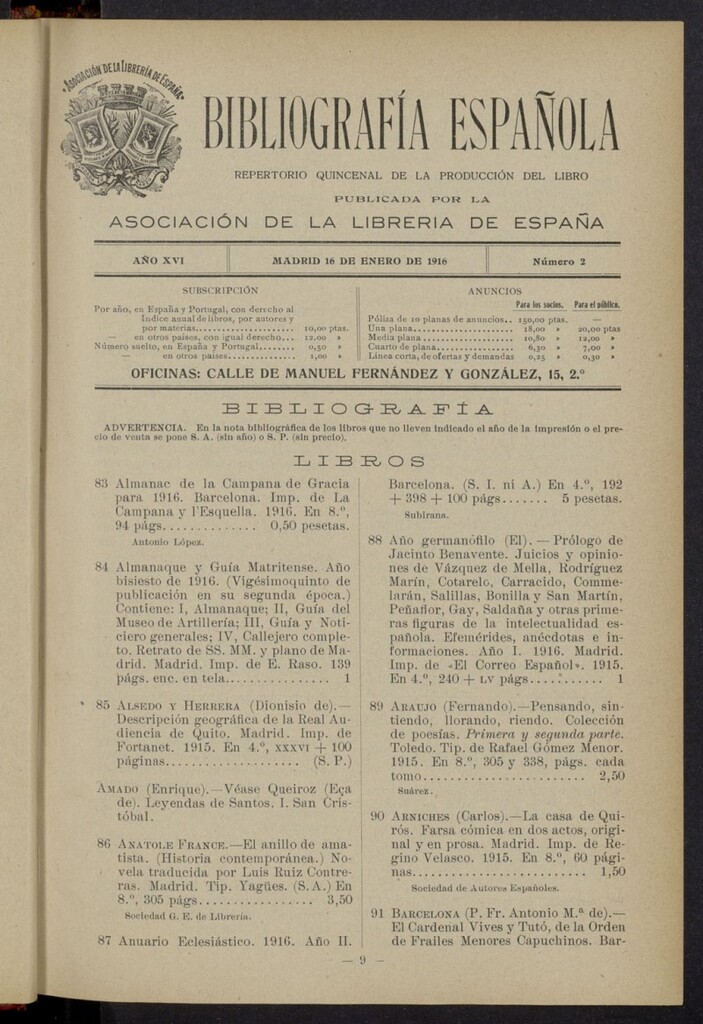 ASOCIACIÓN DE LA LIBRERÍA DE ESPAÑA
BIBLIOGRAFÍA ESPAÑOLA
REPERTORIO QUINCENAL DE LA PRODUCCIÓN DEL LIBRO
PUBLICADA POR LA
ASOCIACIÓN DE LA LIBRERIA DE ESPAÑA
AÑO XVI
MADRID 16 DE ENERO DE 1916
Número 2
SUBSCRIPCIÓN
Por año, en España y Portugal, con derecho al
Indice anual de libros, por autores y
por materias..................... 10,00 ptas.
— en otros países, con igual derecho... 12,00 »
Número suelto, en España y Portugal....... 0,50 »
— en otros países............... 1,00 »
ANUNCIOS
Para los socios. Para el público.
Póliza de 10 planas de anuncios.. 150,00 ptas. —
Una plana..................... 18,00 » 20,00 ptas
Media plana................... 10,80 » 12,00 »
Cuarto de plana................ 6,30 » 7,00 »
Línea corta, de ofertas y demandas 0,25 » 0,30 »
OFICINAS: CALLE DE MANUEL FERNÁNDEZ Y GONZÁLEZ, 15, 2.º
BIBLIOGRAFÍA
ADVERTENCIA. En la nota bibliográfica de los libros que no lleven indicado el año de la impresión o el pre-
cio de venta se pone S. A. (sin año) o S. P. (sin precio).
LIBROS
83 Almanac de la Campana de Gracia
para 1916. Barcelona. Imp. de La
Campana y l'Esquella. 1916. En 8.º,
94 págs.............. 0,50 pesetas.
Antonio López.
84 Almanaque y Guía Matritense. Año
bisiesto de 1916. (Vigésimoquinto de
publicación en su segunda época.)
Contiene: I, Almanaque; II, Guía del
Museo de Artillería; III, Guía y Noti-
ciero generales; IV, Callejero comple-
to. Retrato de SS. MM. y plano de Ma-
drid. Madrid. Imp. de E. Raso. 139
págs. enc. en tela............... 1
85 ALSEDO Y HERRERA (Dionisio de).—
Descripción geográfica de la Real Au-
diencia de Quito. Madrid. Imp. de
Fortanet. 1915. En 4.º, XXXVI + 100
páginas................... (S. P.)
AMADO (Enrique).—Véase Queiroz (Eça
de). Leyendas de Santos. I. San Cris-
tóbal.
86 ANATOLE FRANCE.—El anillo de ama-
tista. (Historia contemporánea.) No-
vela traducida por Luis Ruiz Contre-
ras. Madrid. Tip. Yagües. (S. A.) En
8.º, 305 págs................ 3,50
Sociedad G. E. de Librería.
87 Anuario Eclesiástico. 1916. Año II.
Barcelona. (S. I. ni A.) En 4.º, 192
+ 398 + 100 págs....... 5 pesetas.
Subirana.
88 Año germanófilo (El). — Prólogo de
Jacinto Benavente. Juicios y opinio-
nes de Vázquez de Mella, Rodríguez
Marín, Cotarelo, Carracido, Comme-
larán, Salillas, Bonilla y San Martín,
Peñaflor, Gay, Saldaña y otras prime-
ras figuras de la intelectualidad es-
pañola. Efemérides, anécdotas e in-
formaciones. Año I. 1916. Madrid.
Imp. de «El Correo Español». 1915.
En 4.º, 240 + LV págs........... 1
89 ARAUJO (Fernando).—Pensando, sin-
tiendo, llorando, riendo. Colección
de poesías. Primera y segunda parte.
Toledo. Tip. de Rafael Gómez Menor.
1915. En 8.º, 305 y 338, págs. cada
tomo....................... 2,50
Suárez.
90 ARNICHES (Carlos).—La casa de Qui-
rós. Farsa cómica en dos actos, origi-
nal y en prosa. Madrid. Imp. de Re-
gino Velasco. 1915. En 8.º, 60 pági-
nas......................... 1,50
Sociedad de Autores Españoles.
91 BARCELONA (P. Fr. Antonio M.ª de).—
El Cardenal Vives y Tutó, de la Orden
de Frailes Menores Capuchinos. Bar-
— 9 —